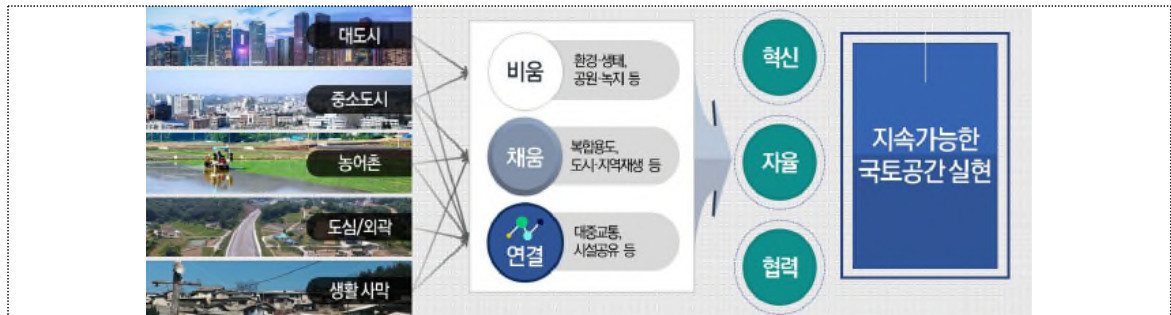 대도시
중소도시
농어촌
도심/외곽
생활 사막
비움
환경·생태,
공원·녹지 등
채움
복합용도,
도시·지역재생 등
연결
대중교통,
시설공유 등
혁신
자율
협력
지속가능한
국토공간 실현